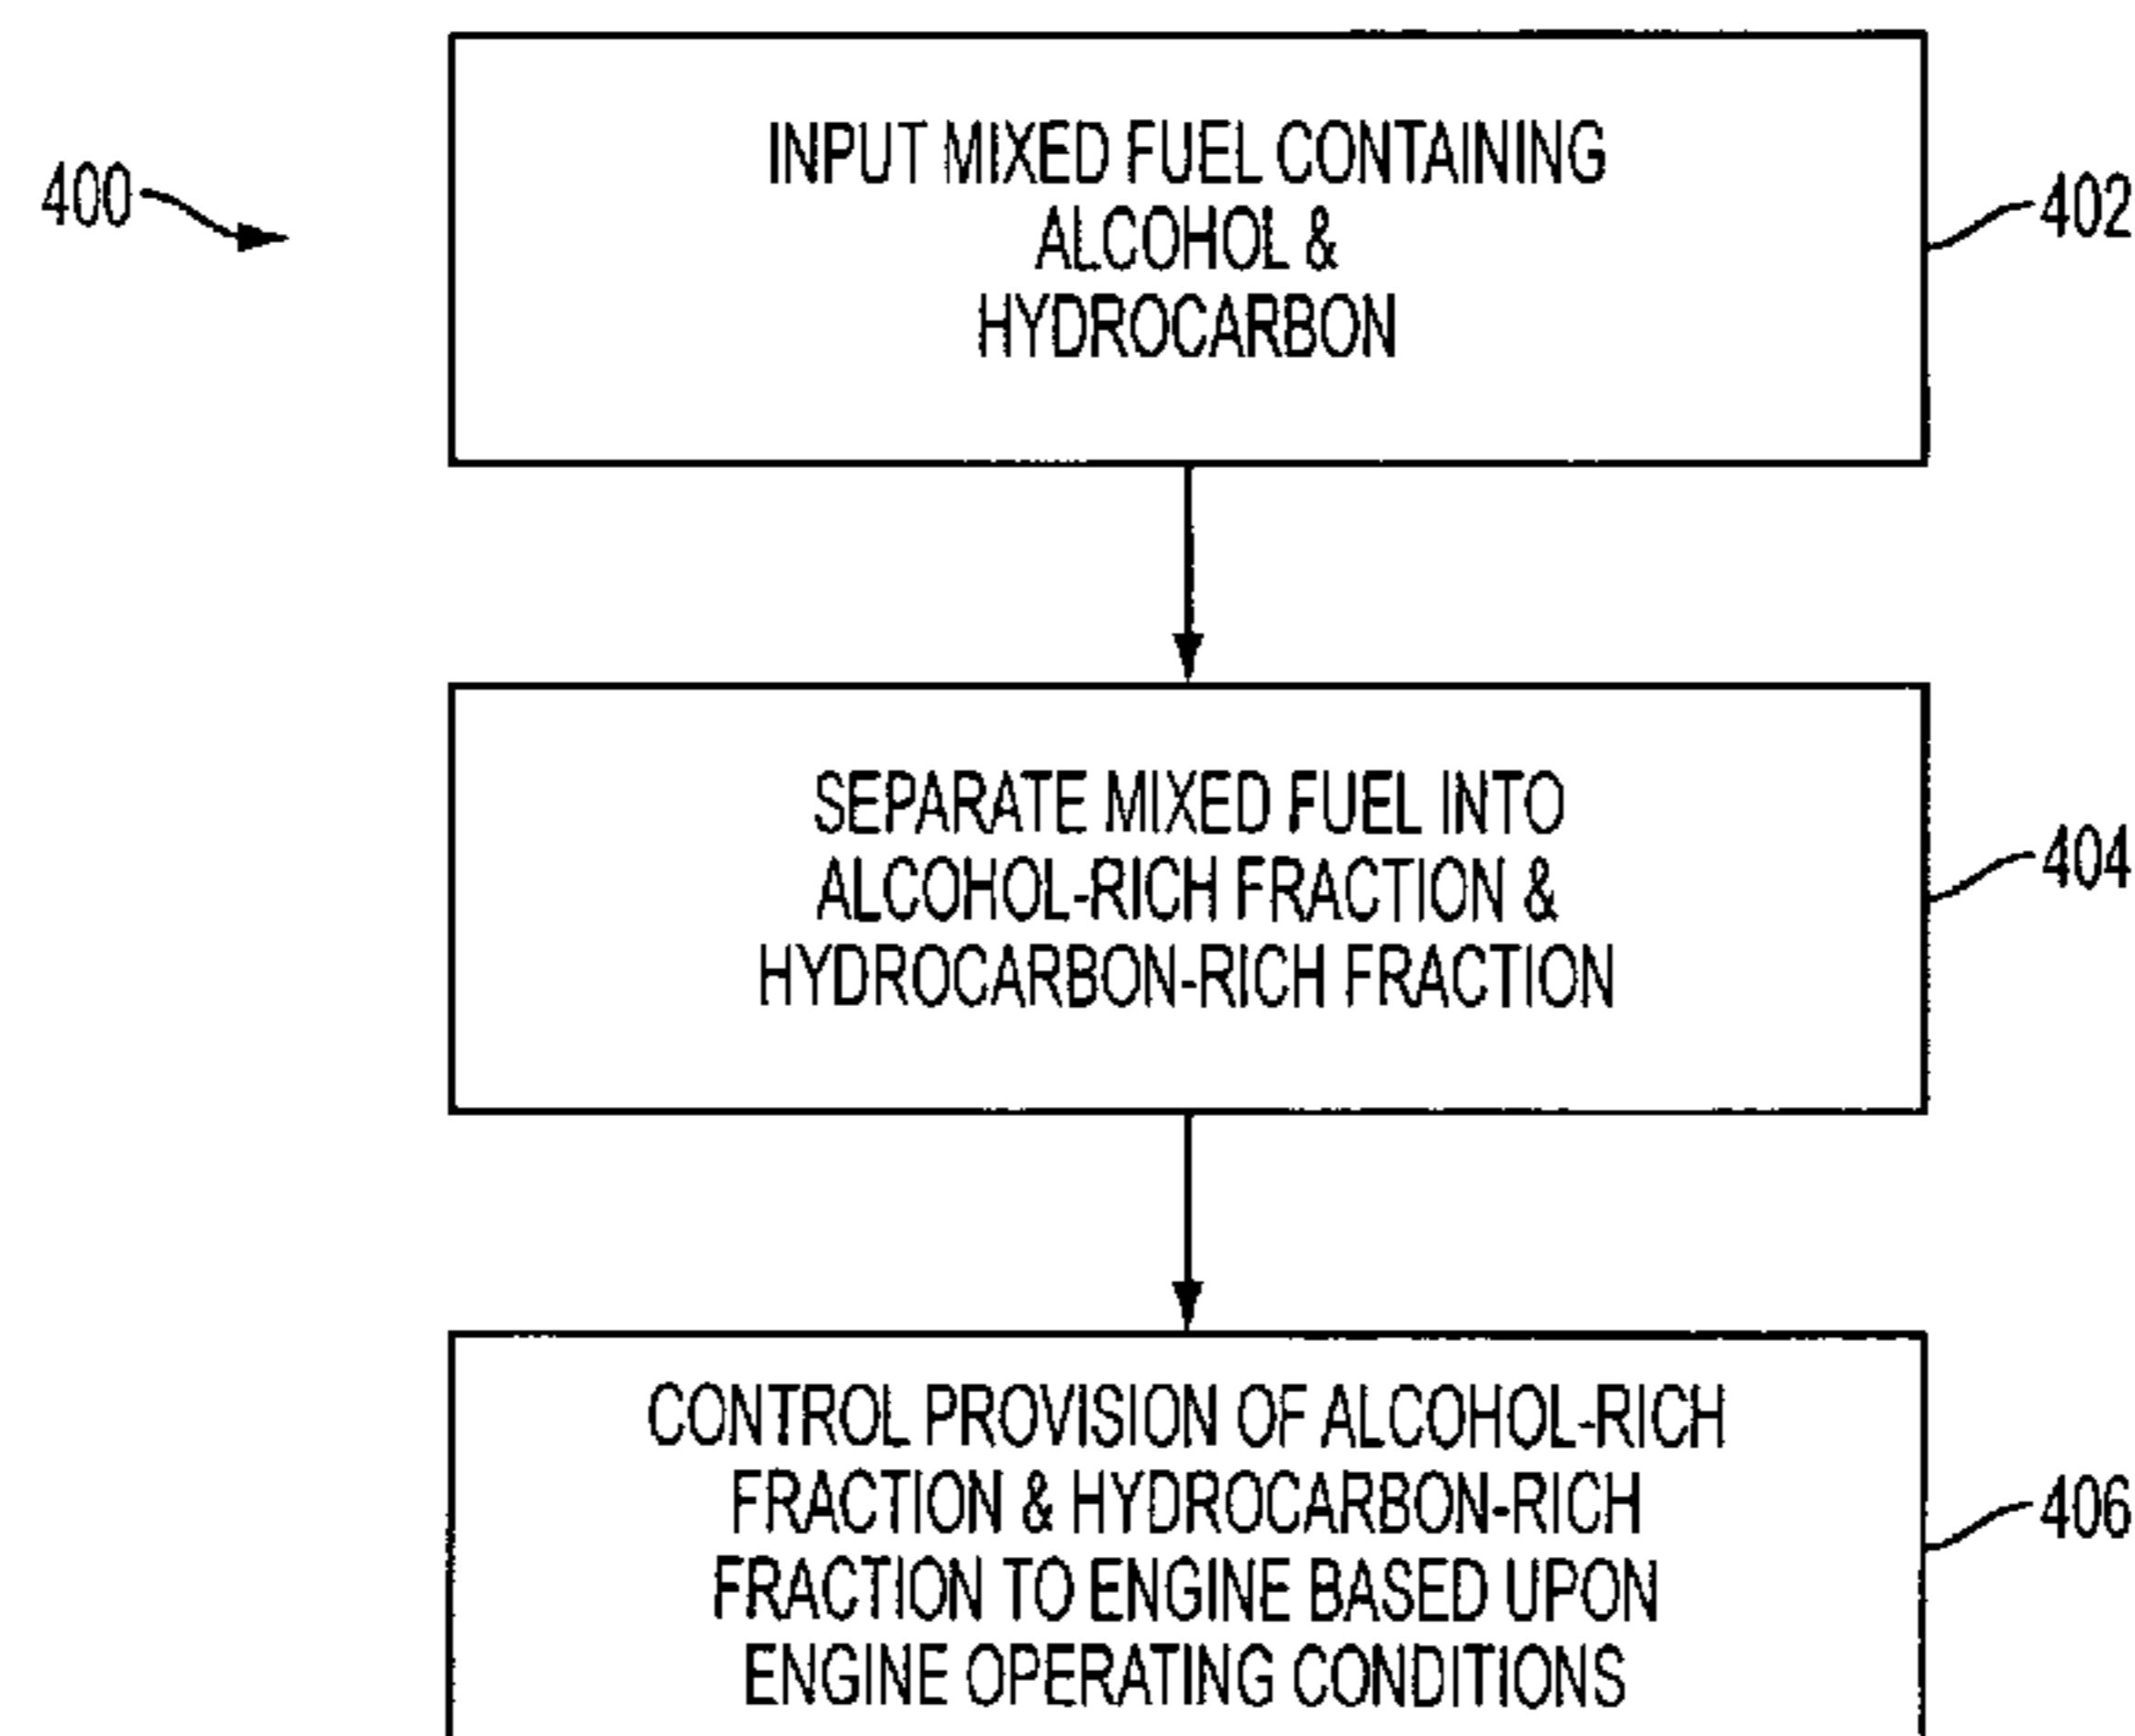 400
INPUT MIXED FUEL CONTAINING
ALCOHOL &
HYDROCARBON
402
SEPARATE MIXED FUEL INTO
ALCOHOL-RICH FRACTION &
HYDROCARBON-RICH FRACTION
404
CONTROL PROVISION OF ALCOHOL-RICH
FRACTION & HYDROCARBON-RICH
FRACTION TO ENGINE BASED UPON
ENGINE OPERATING CONDITIONS
406